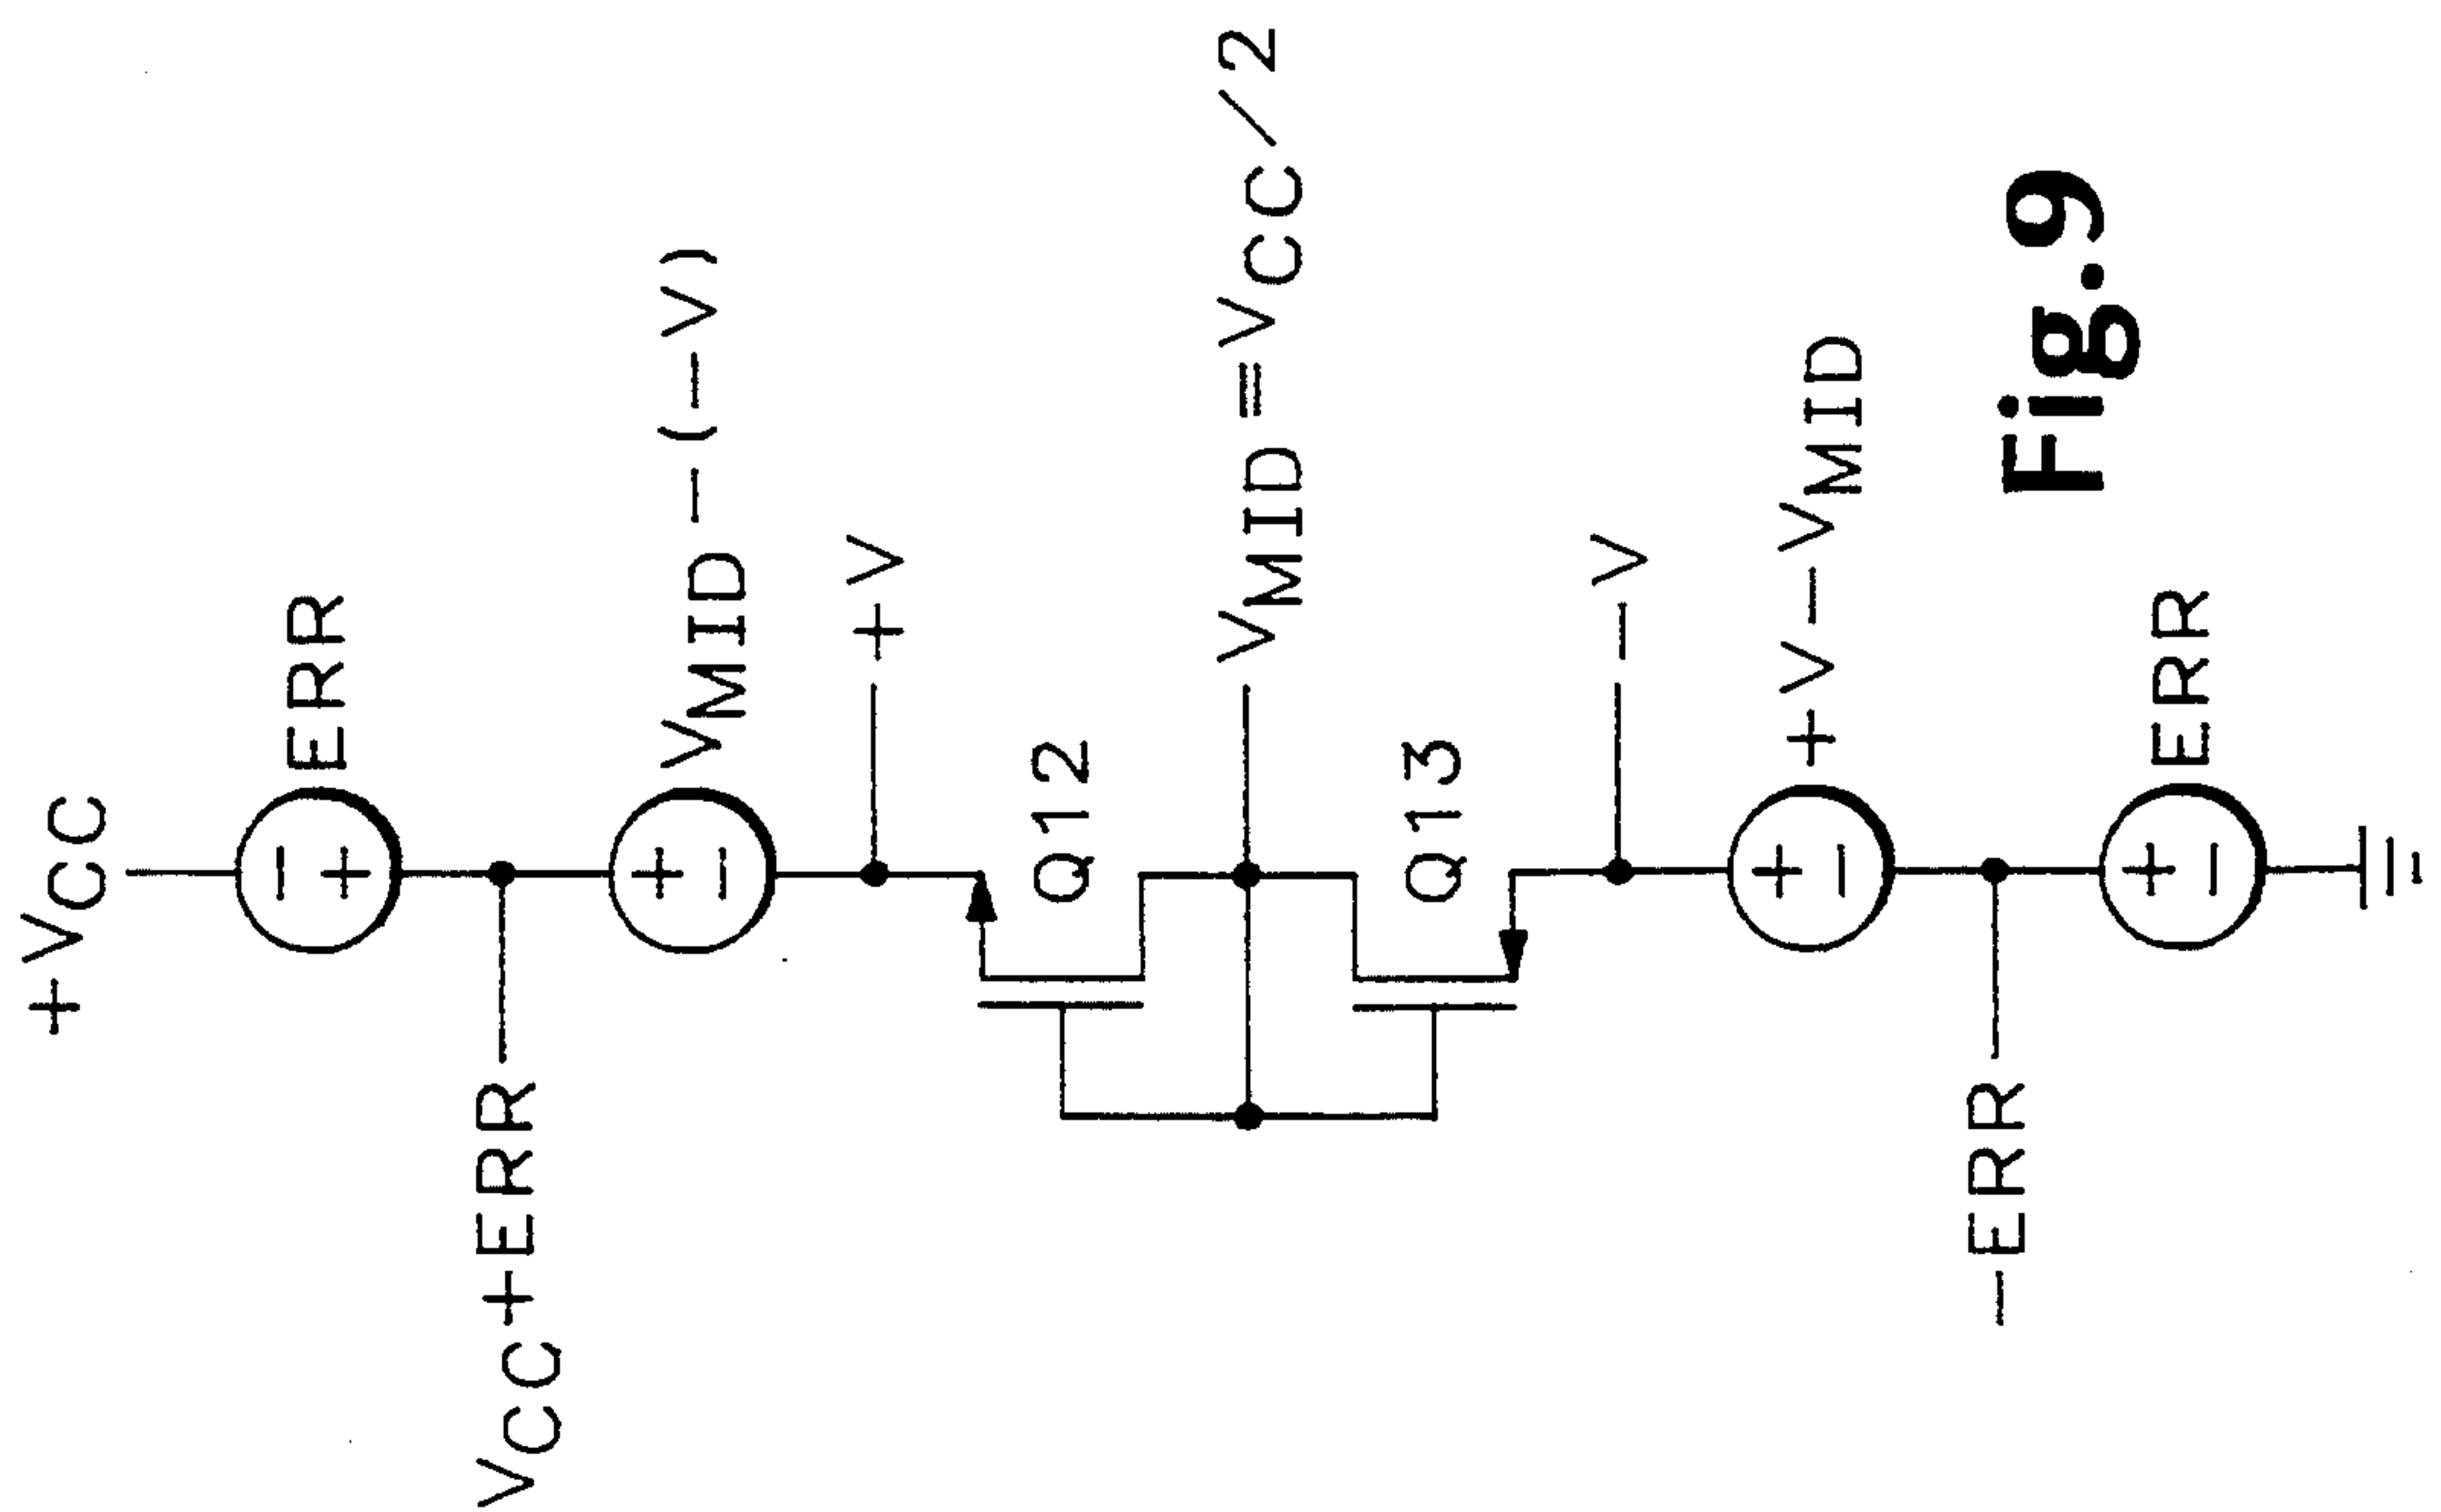 +VCC
ERR
VCC+ERR
VMID-(-V)
+V
Q12
VMID=VCC/2
Q13
-V
+V-VMID
-ERR
ERR
Fig.9